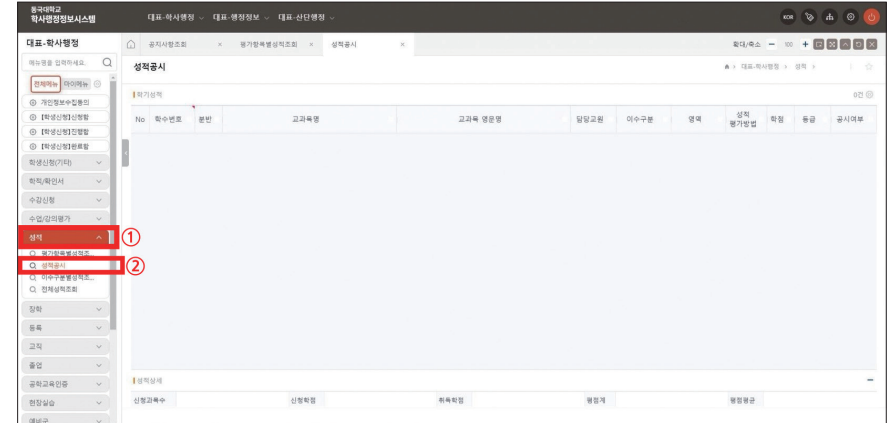 동국대학교
학사행정정보시스템
대표-학사행정 대표-행정정보 대표-산단행정
KOR
대표-학사행정
공지사항조회 × 평가항목별성적조회 × 성적공시 ×
확대/축소 − 100 +
메뉴명을 입력하세요.
성적공시
대표-학사행정 > 성적 >
전체메뉴 마이메뉴
학기성적
0건
개인정보수집동의
[학생신청]신청함
[학생신청]진행함
[학생신청]완료함
No 학수번호 분반 교과목명 교과목 영문명 담당교원 이수구분 영역 성적 평가방법 학점 등급 공시여부
학생신청(기타)
학적/확인서
수강신청
수업/강의평가
성적 ①
평가항목별성적조...
성적공시 ②
이수구분별성적조...
전체성적조회
장학
등록
교직
졸업
공학교육인증
현장실습
예비군
성적상세
신청과목수 신청학점 취득학점 평점계 평점평균